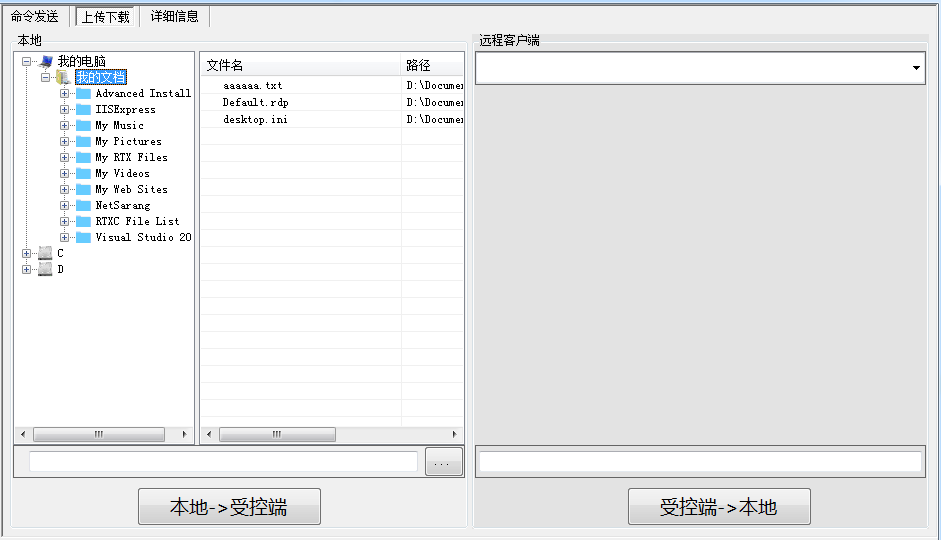 命令发送 上传下载 详细信息
本地
远程客户端
我的电脑
我的文档
Advanced Install
IISExpress
My Music
My Pictures
My RTX Files
My Videos
My Web Sites
NetSarang
RTXC File List
Visual Studio 20
C
D
文件名 路径
aaaaaa.txt D:\Documen
Default.rdp D:\Documen
desktop.ini D:\Documen
...
本地->受控端
受控端->本地